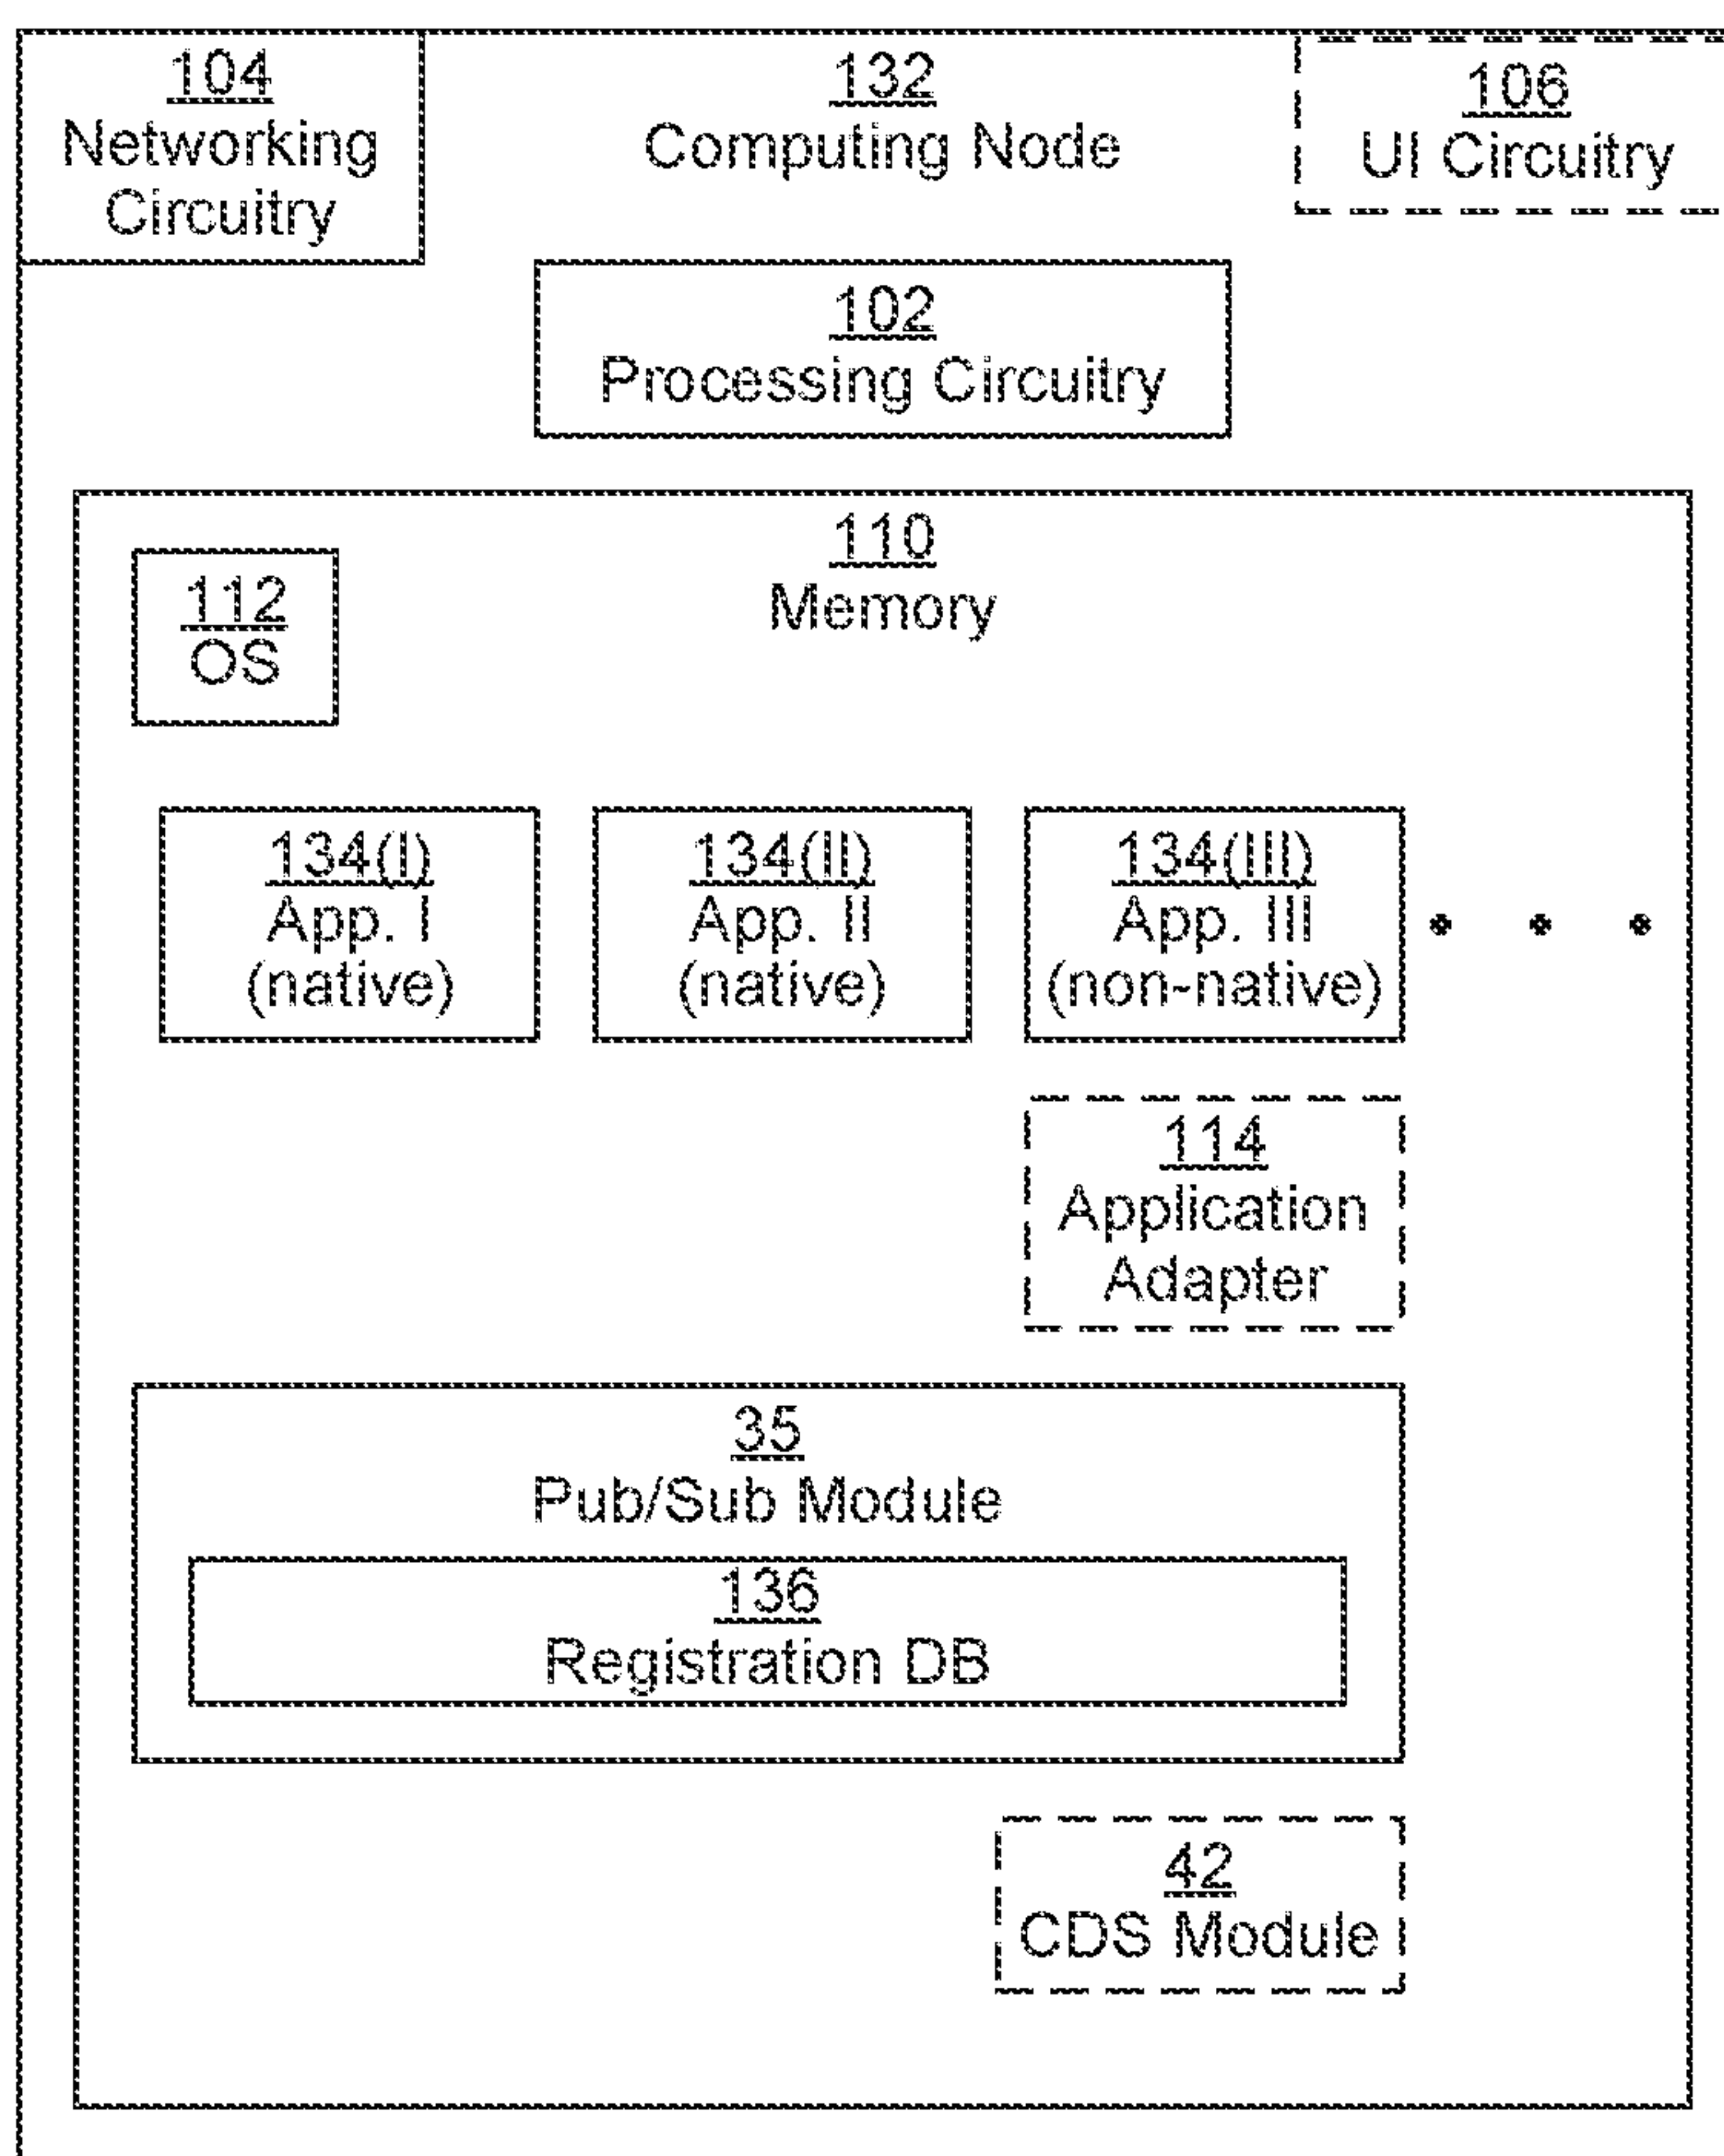 104
Networking
Circuitry
132
Computing Node
106
UI Circuitry
102
Processing Circuitry
110
Memory
112
OS
134(I)
App. I
(native)
134(II)
App. II
(native)
134(III)
App. III
(non-native)
114
Application
Adapter
35
Pub/Sub Module
136
Registration DB
42
CDS Module